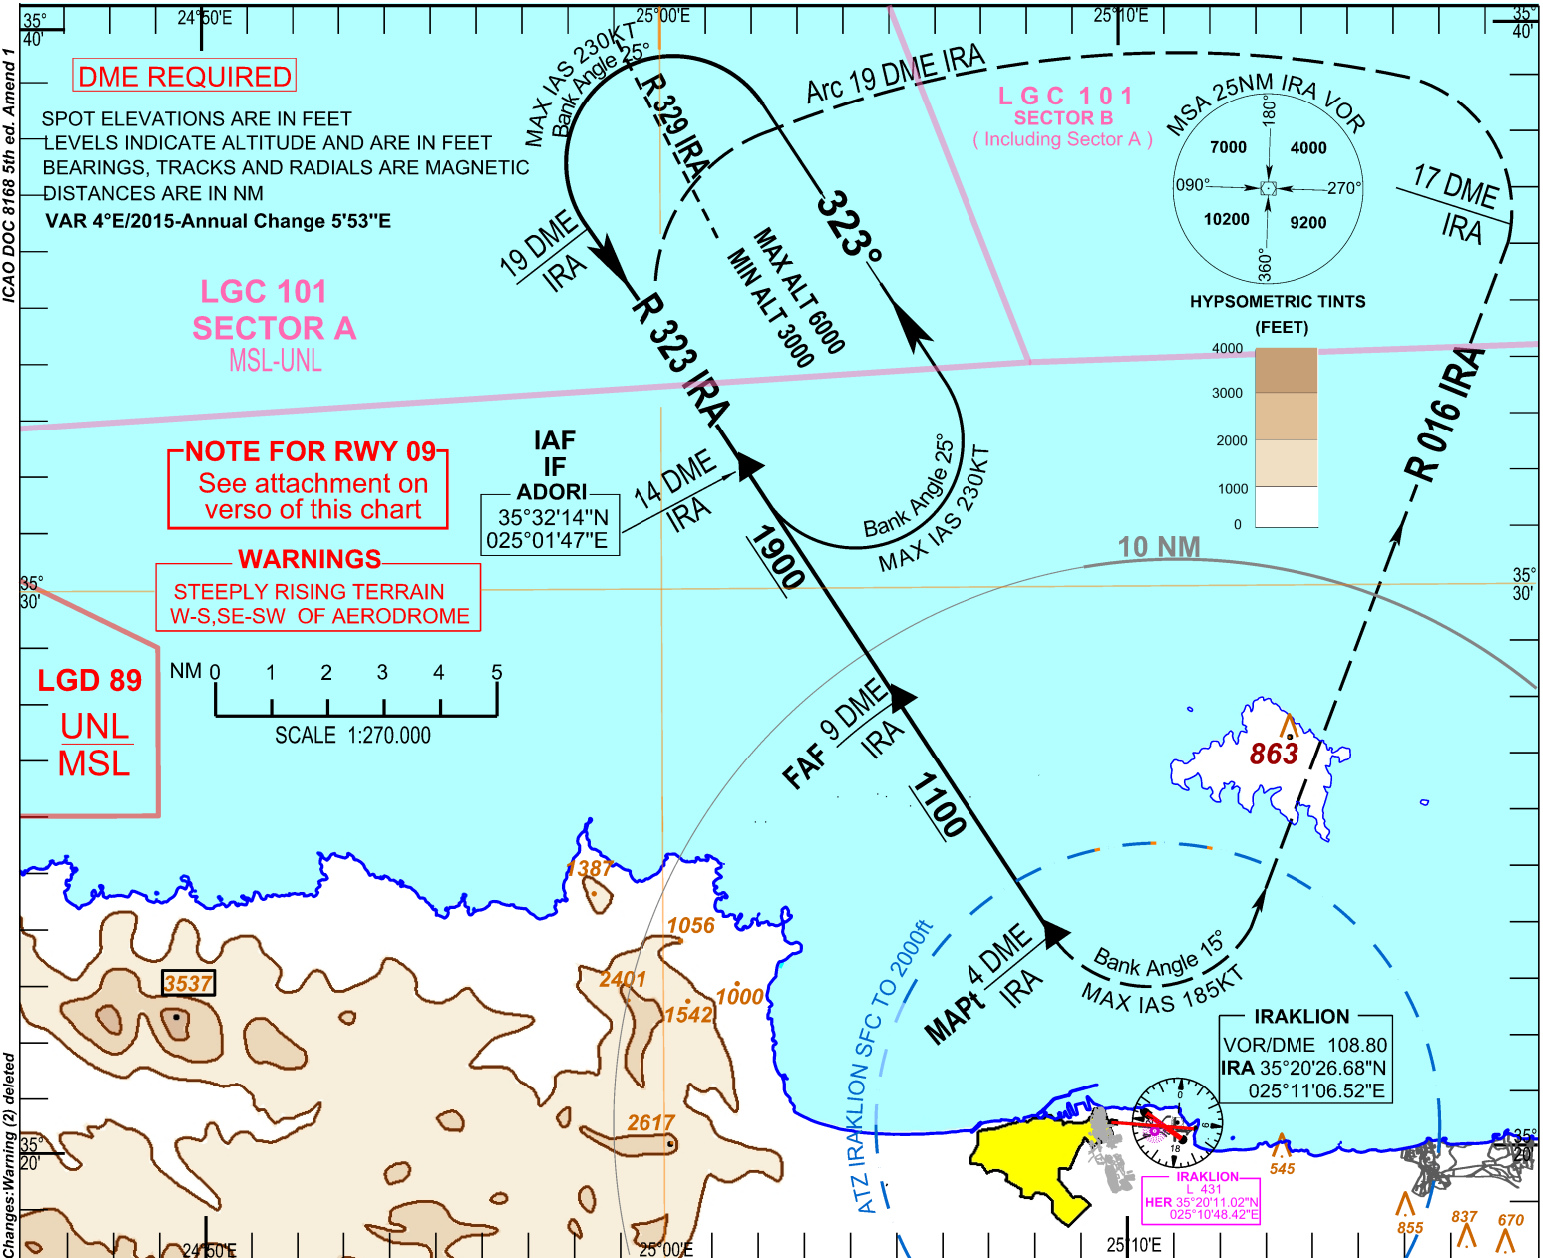 35°
40'
24°50'E
25°00'E
25°10'E
35°
40'
ICAO DOC 8168 5th ed. Amend 1
DME REQUIRED
SPOT ELEVATIONS ARE IN FEET
LEVELS INDICATE ALTITUDE AND ARE IN FEET
BEARINGS, TRACKS AND RADIALS ARE MAGNETIC
DISTANCES ARE IN NM
VAR 4°E/2015-Annual Change 5'53"E
MAX IAS 230KT
Bank Angle 25°
R 329 IRA
Arc 19 DME IRA
LGC 101
SECTOR B
( Including Sector A )
MSA 25NM IRA VOR
180°
7000
4000
090°
270°
10200
9200
360°
17 DME
IRA
323°
19 DME
IRA
MAX ALT 6000
MIN ALT 3000
LGC 101
SECTOR A
MSL-UNL
R 323 IRA
HYPSOMETRIC TINTS
(FEET)
4000
3000
2000
1000
0
R 016 IRA
NOTE FOR RWY 09
See attachment on
verso of this chart
IAF
IF
ADORI
35°32'14"N
025°01'47"E
14 DME
IRA
Bank Angle 25°
MAX IAS 230KT
1900
10 NM
WARNINGS
STEEPLY RISING TERRAIN
W-S,SE-SW OF AERODROME
35°
30'
35°
30'
LGD 89
UNL
MSL
NM 0 1 2 3 4 5
SCALE 1:270.000
FAF
9 DME
IRA
1100
863
1387
1056
3537
2401
1542
1000
2617
ATZ IRAKLION SFC TO 2000ft
MAPt
4 DME
IRA
Bank Angle 15°
MAX IAS 185KT
IRAKLION
VOR/DME 108.80
IRA 35°20'26.68"N
025°11'06.52"E
0
9
18
IRAKLION
L 431
HER 35°20'11.02"N
025°10'48.42"E
545
855
837
670
35°
20'
35°
20'
Changes:Warning (2) deleted
24°50'E
25°00'E
25°10'E